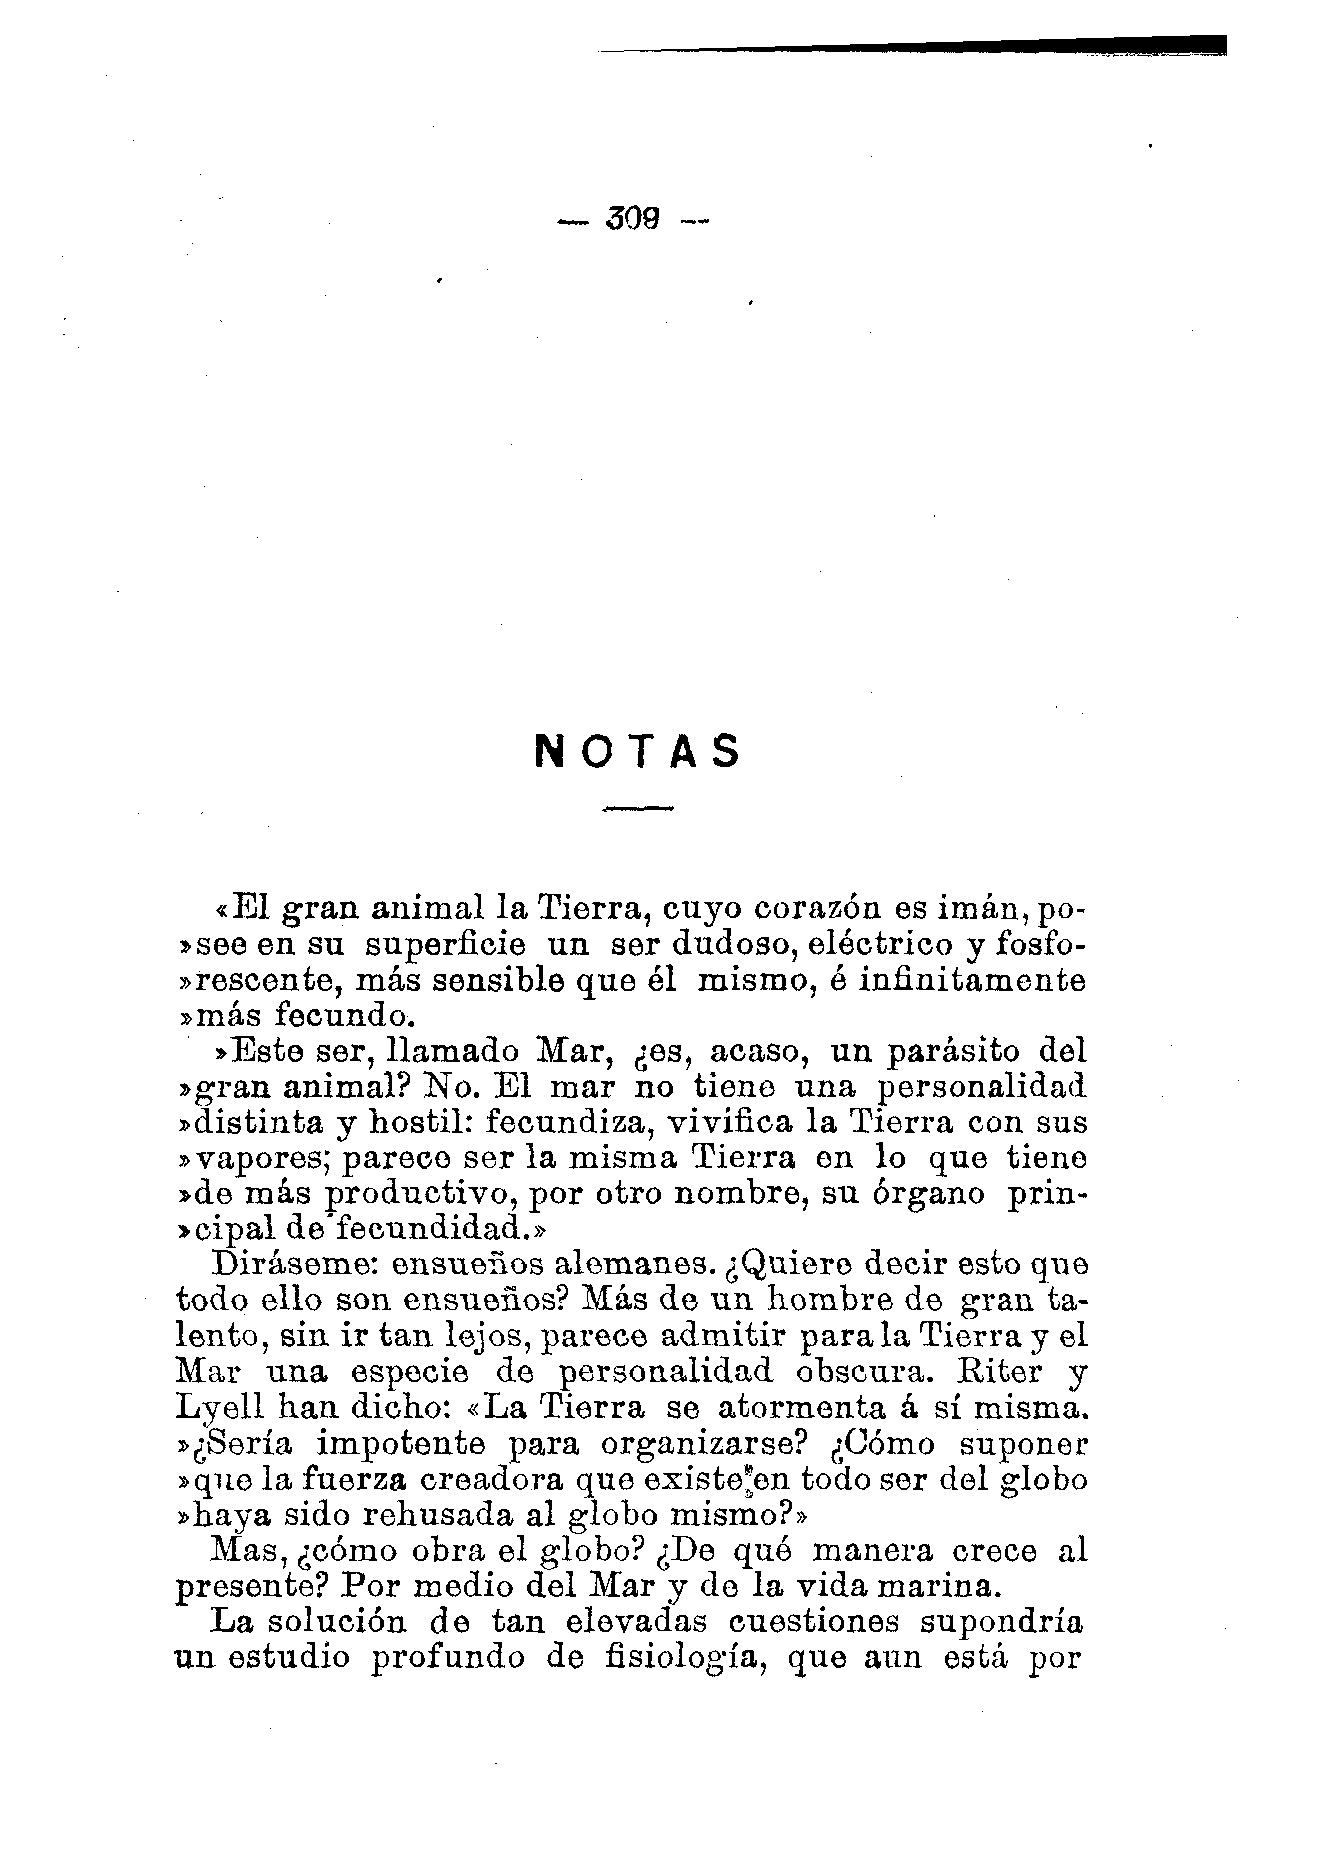 — 309 —
NOTAS
«El gran animal la Tierra, cuyo corazón es imán, po-
»see en su superficie un ser dudoso, eléctrico y fosfo-
»rescente, más sensible que él mismo, é infinitamente
»más fecundo.
»Este ser, llamado Mar, ¿es, acaso, un parásito del
»gran animal? No. El mar no tiene una personalidad
»distinta y hostil: fecundiza, vivifica la Tierra con sus
»vapores; parece ser la misma Tierra en lo que tiene
»de más productivo, por otro nombre, su órgano prin-
»cipal de fecundidad.»
Diráseme: ensueños alemanes. ¿Quiere decir esto que
todo ello son ensueños? Más de un hombre de gran ta-
lento, sin ir tan lejos, parece admitir para la Tierra y el
Mar una especie de personalidad obscura. Riter y
Lyell han dicho: «La Tierra se atormenta á sí misma.
»¿Sería impotente para organizarse? ¿Cómo suponer
»que la fuerza creadora que existe en todo ser del globo
»haya sido rehusada al globo mismo?»
Mas, ¿cómo obra el globo? ¿De qué manera crece al
presente? Por medio del Mar y de la vida marina.
La solución de tan elevadas cuestiones supondría
un estudio profundo de fisiología, que aun está por